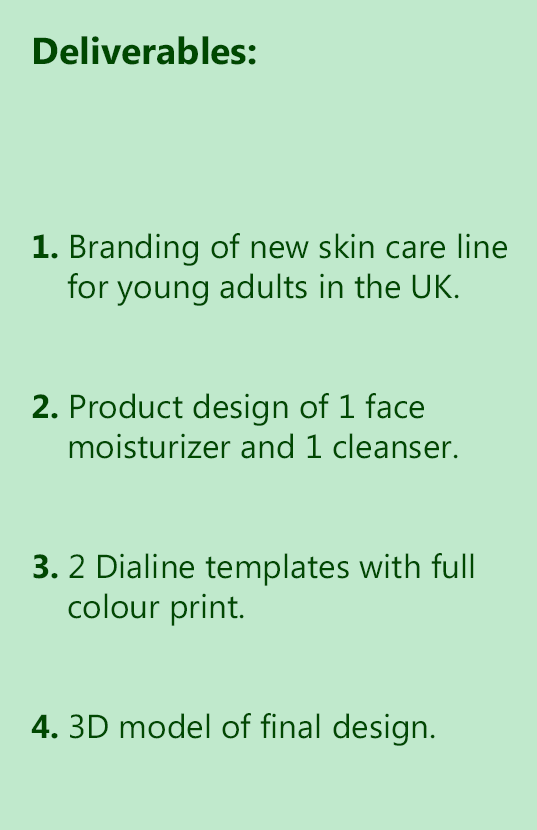 Deliverables:
1. Branding of new skin care line
for young adults in the UK.
2. Product design of 1 face
moisturizer and 1 cleanser.
3. 2 Dialine templates with full
colour print.
4. 3D model of final design.